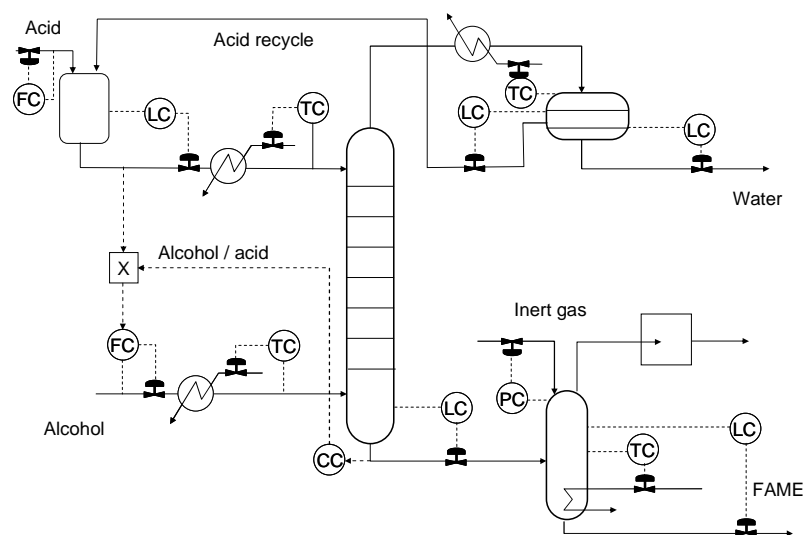 Acid
Acid recycle
FC
LC
TC
TC
LC
LC
Water
X
Alcohol / acid
Inert gas
FC
TC
Alcohol
PC
LC
LC
TC
CC
FAME